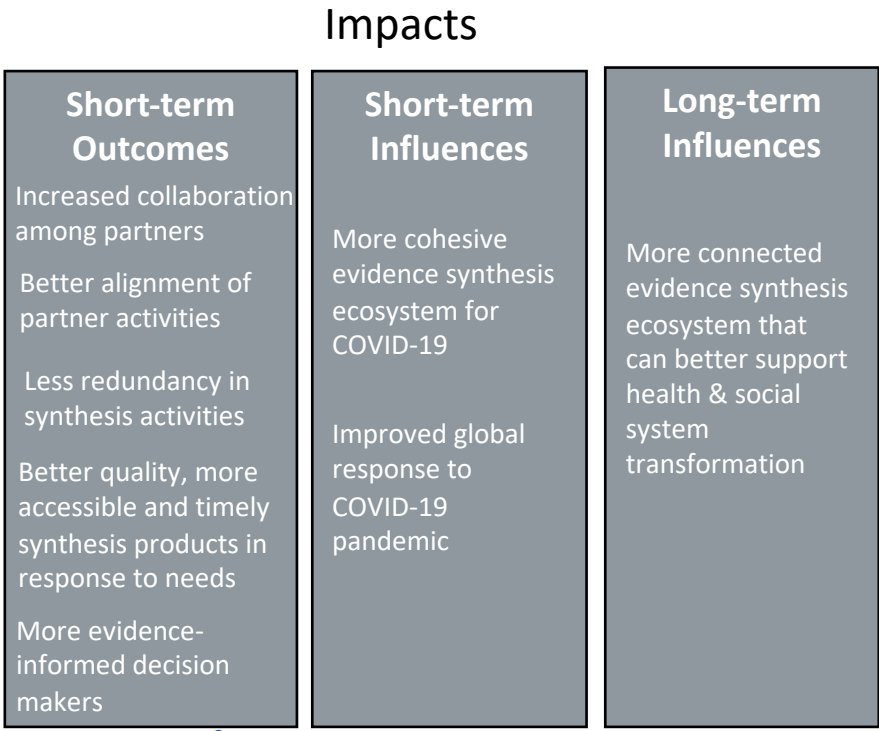 Impacts
Short-term
Outcomes
Increased collaboration
among partners
Better alignment of
partner activities
Less redundancy in
synthesis activities
Better quality, more
accessible and timely
synthesis products in
response to needs
More evidence-
informed decision
makers
Short-term
Influences
More cohesive
evidence synthesis
ecosystem for
COVID-19
Improved global
response to
COVID-19
pandemic
Long-term
Influences
More connected
evidence synthesis
ecosystem that
can better support
health & social
system
transformation